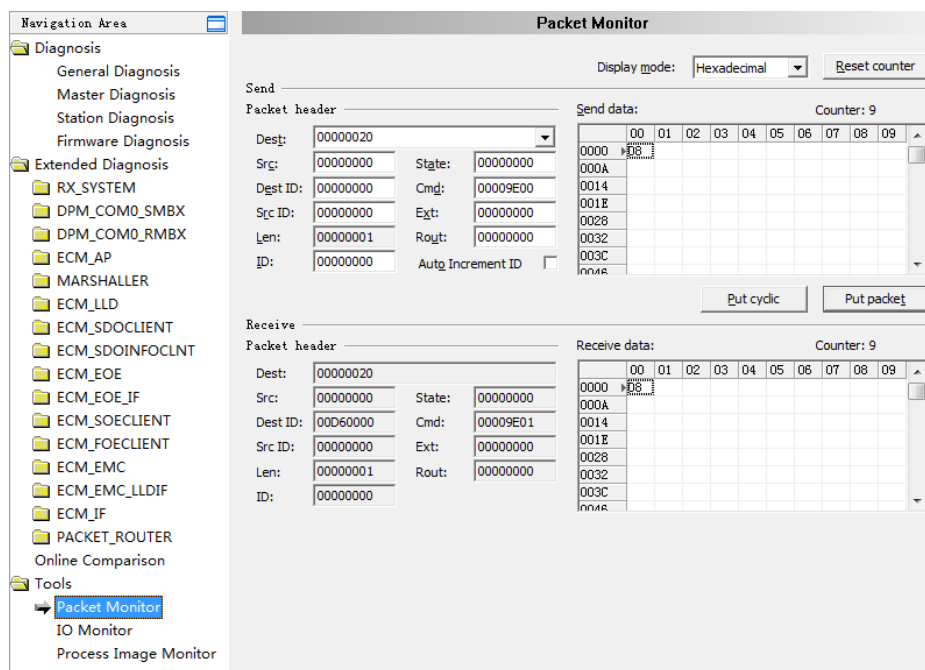 Navigation Area
Diagnosis
General Diagnosis
Master Diagnosis
Station Diagnosis
Firmware Diagnosis
Extended Diagnosis
RX_SYSTEM
DPM_COM0_SMBX
DPM_COM0_RMBX
ECM_AP
MARSHALLER
ECM_LLD
ECM_SDOCLIENT
ECM_SDOINFOCLNT
ECM_EOE
ECM_EOE_IF
ECM_SOECLIENT
ECM_FOECLIENT
ECM_EMC
ECM_EMC_LLDIF
ECM_IF
PACKET_ROUTER
Online Comparison
Tools
Packet Monitor
IO Monitor
Process Image Monitor
Packet Monitor
Display mode: Hexadecimal Reset counter
Send
Packet header
Dest: 00000020
Src: 00000000 State: 00000000
Dest ID: 00000000 Cmd: 00009E00
Src ID: 00000000 Ext: 00000000
Len: 00000001 Rout: 00000000
ID: 00000000 Auto Increment ID
Send data: Counter: 9
00 01 02 03 04 05 06 07 08 09
0000 08
000A
0014
001E
0028
0032
003C
0046
Put cyclic Put packet
Receive
Packet header
Dest: 00000020
Src: 00000000 State: 00000000
Dest ID: 00D60000 Cmd: 00009E01
Src ID: 00000000 Ext: 00000000
Len: 00000001 Rout: 00000000
ID: 00000000
Receive data: Counter: 9
00 01 02 03 04 05 06 07 08 09
0000 08
000A
0014
001E
0028
0032
003C
0046